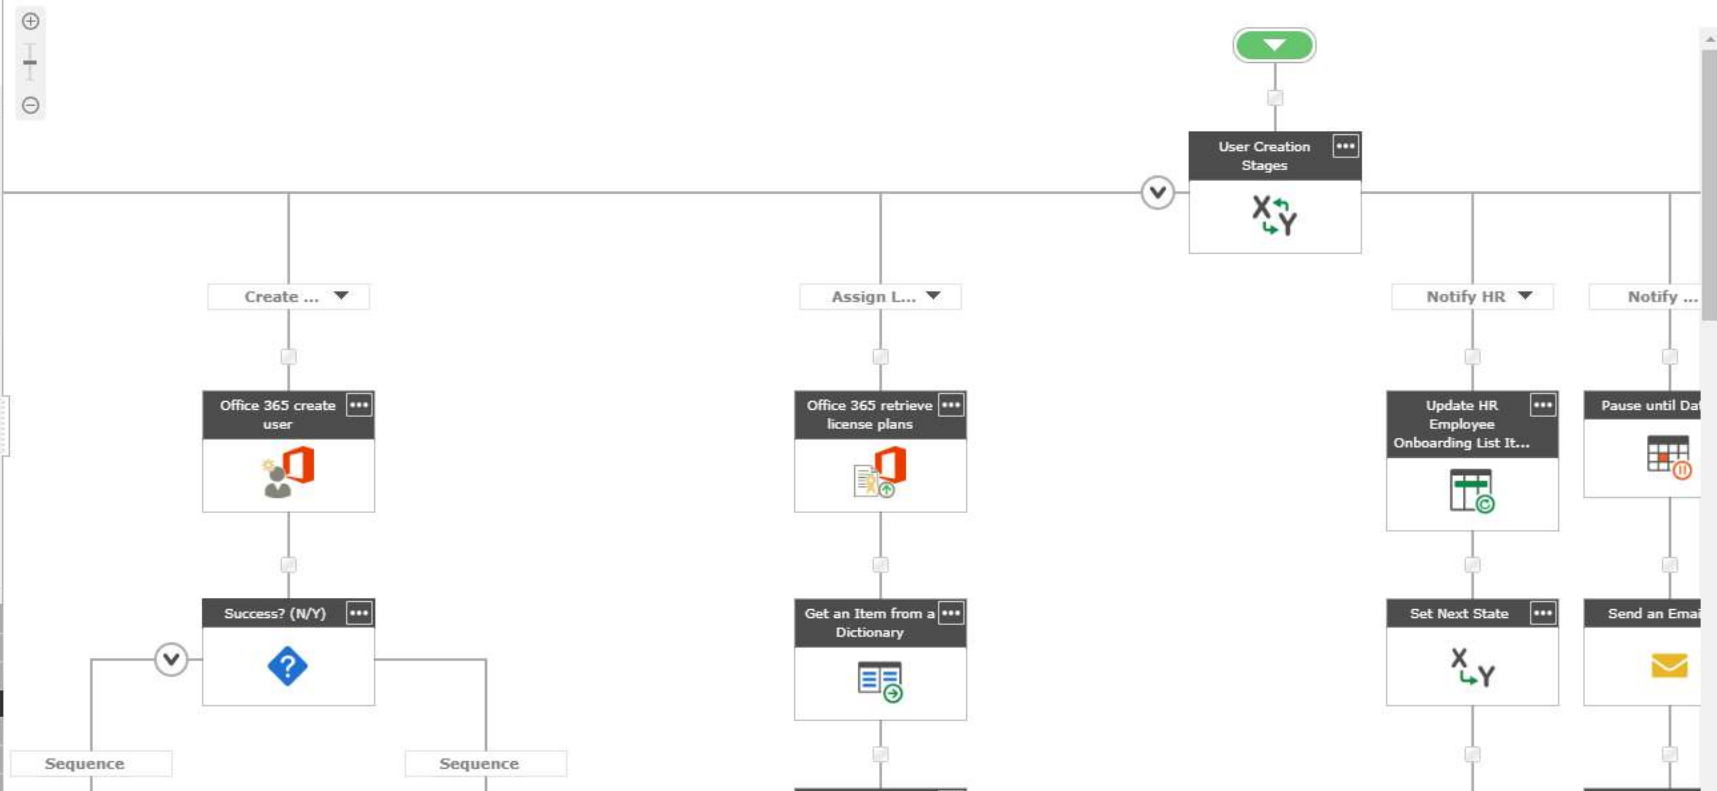 User Creation
Stages
X
Y
Create ...
Assign L...
Notify HR
Notify ...
Office 365 create
user
Office 365 retrieve
license plans
Update HR
Employee
Onboarding List It...
Pause until Dat
Success? (N/Y)
?
Get an Item from a
Dictionary
Set Next State
X
Y
Send an Emai
Sequence
Sequence